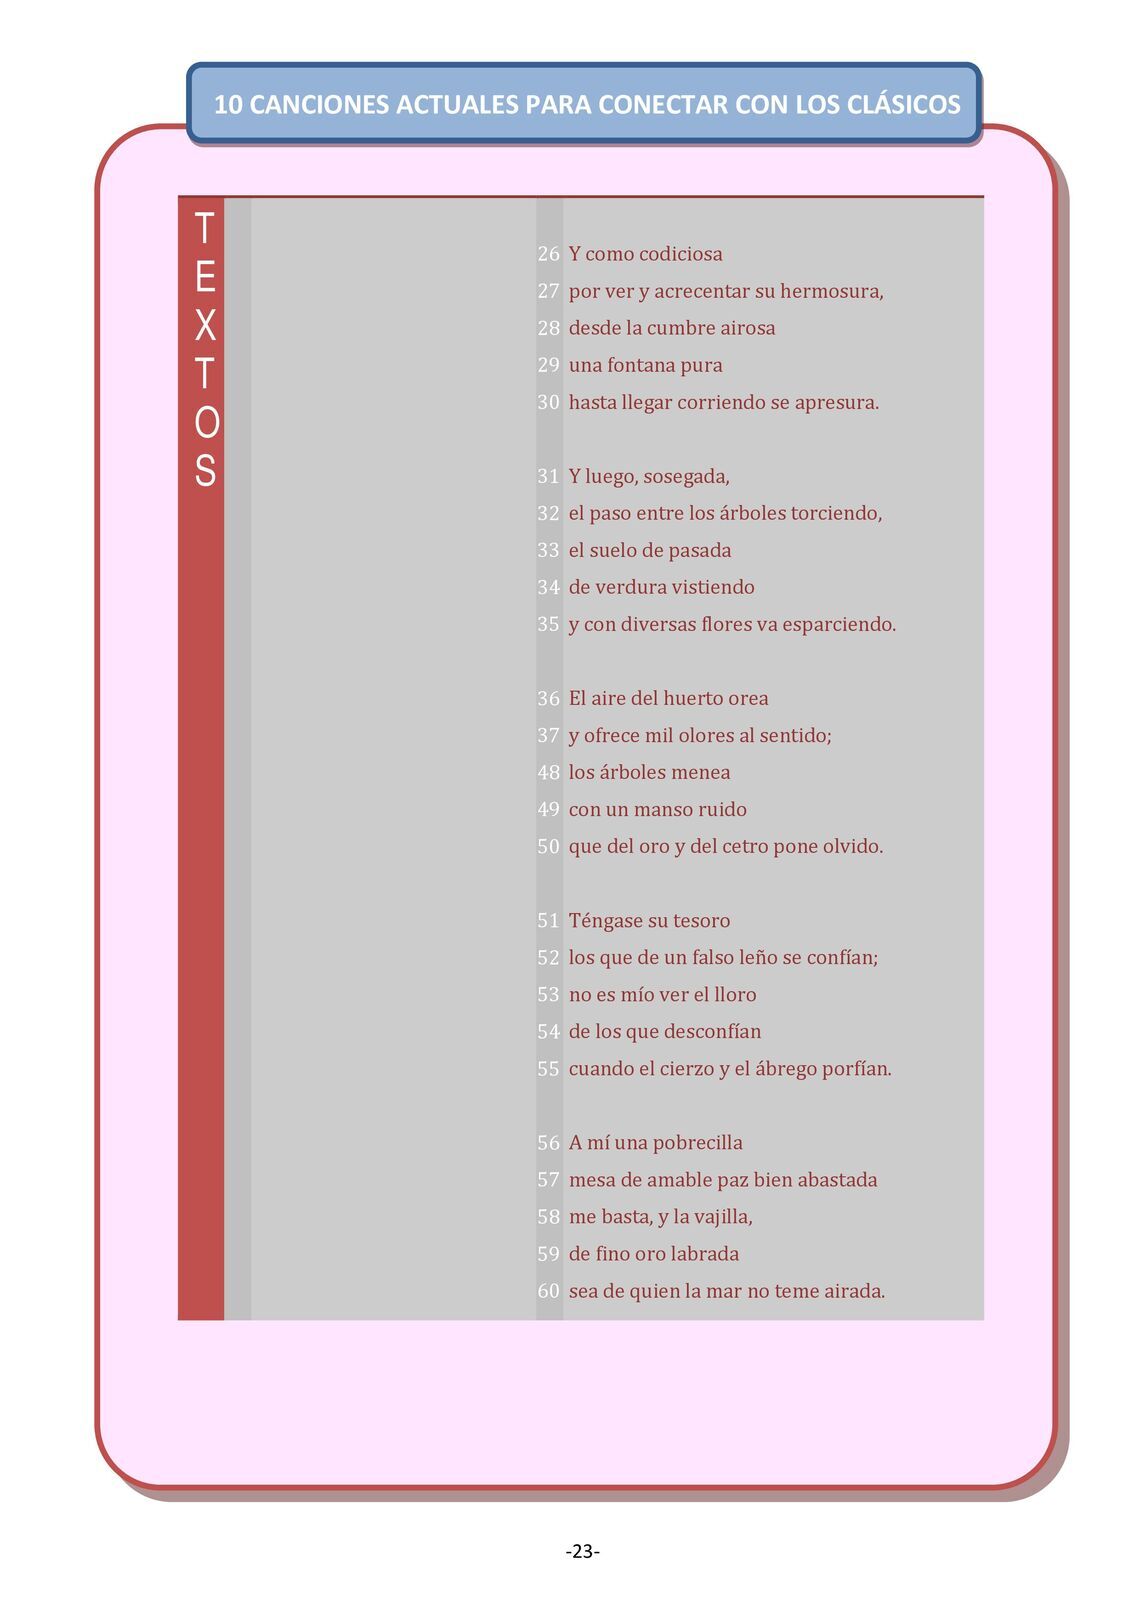 10 CANCIONES ACTUALES PARA CONECTAR CON LOS CLÁSICOS
TEXTOS
26 Y como codiciosa
27 por ver y acrecentar su hermosura,
28 desde la cumbre airosa
29 una fontana pura
30 hasta llegar corriendo se apresura.
31 Y luego, sosegada,
32 el paso entre los árboles torciendo,
33 el suelo de pasada
34 de verdura vistiendo
35 y con diversas flores va esparciendo.
36 El aire del huerto orea
37 y ofrece mil olores al sentido;
48 los árboles menea
49 con un manso ruido
50 que del oro y del cetro pone olvido.
51 Téngase su tesoro
52 los que de un falso leño se confían;
53 no es mío ver el lloro
54 de los que desconfían
55 cuando el cierzo y el ábrego porfían.
56 A mí una pobrecilla
57 mesa de amable paz bien abastada
58 me basta, y la vajilla,
59 de fino oro labrada
60 sea de quien la mar no teme airada.
-23-